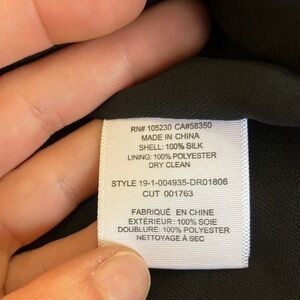 RN# 105230 CA#58350
MADE IN CHINA
SHELL: 100% SILK
LINING: 100% POLYESTER
DRY CLEAN
STYLE 19-1-004935-DR01806
CUT 001763
FABRIQUÉ EN CHINE
EXTÉRIEUR: 100% SOIE
DOUBLURE: 100% POLYESTER
NETTOYAGE À SEC